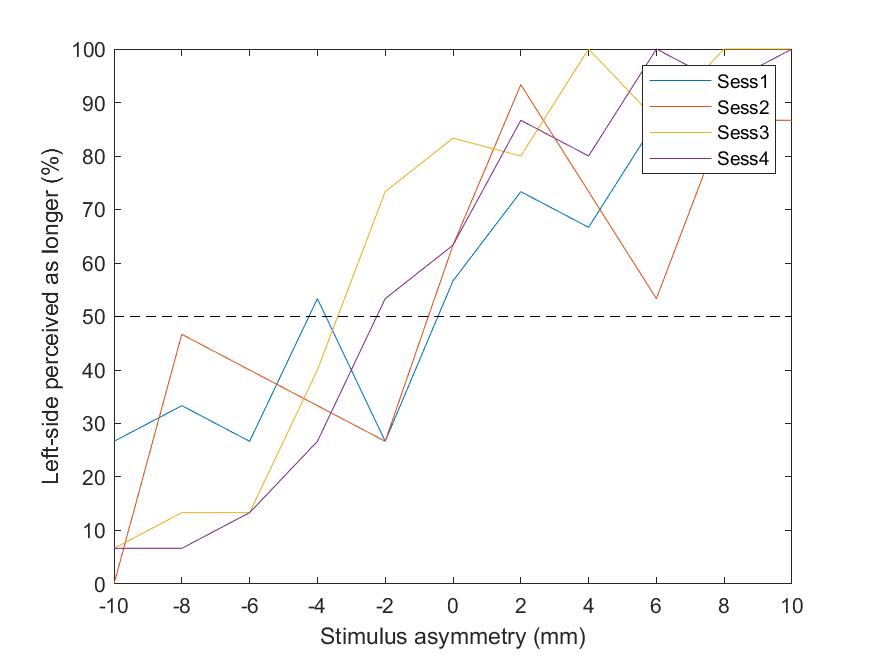 100
90
80
70
60
50
40
30
20
10
0
Left-side perceived as longer (%)
Sess1
Sess2
Sess3
Sess4
-10 -8 -6 -4 -2 0 2 4 6 8 10
Stimulus asymmetry (mm)